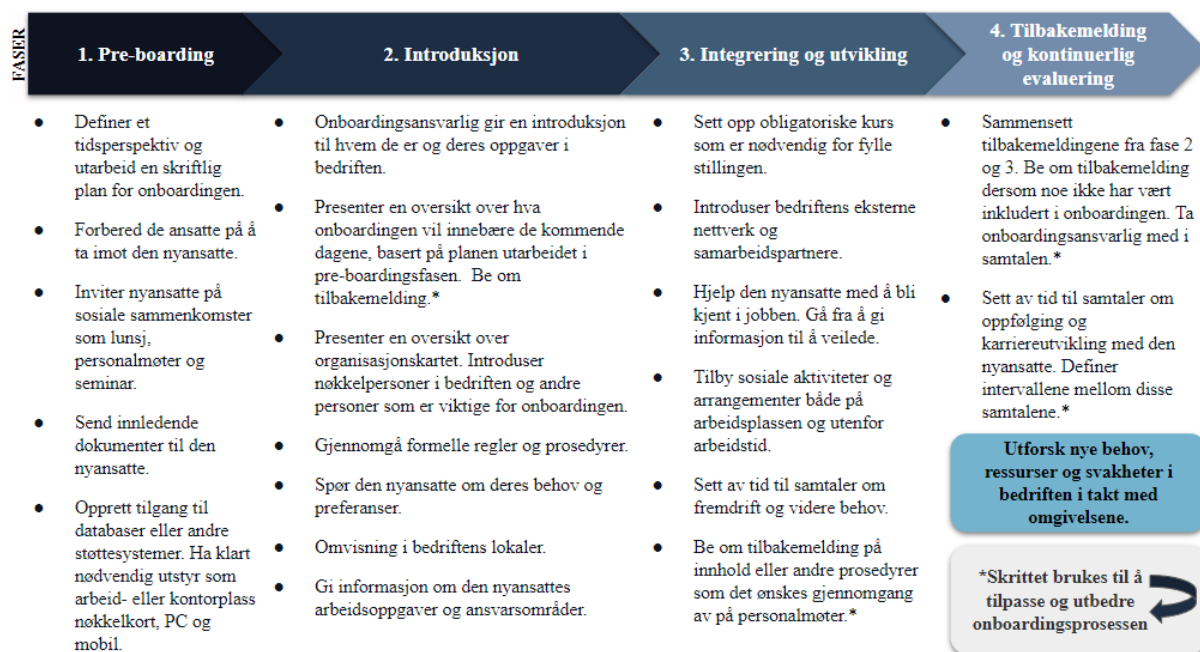 FASER
1. Pre-boarding
2. Introduksjon
3. Integrering og utvikling
4. Tilbakemelding
og kontinuerlig
evaluering
● Definer et
tidsperspektiv og
utarbeid en skriftlig
plan for onboardingen.
● Forbered de ansatte på å
ta imot den nyansatte.
● Inviter nyansatte på
sosiale sammenkomster
som lunsj,
personalmøter og
seminar.
● Send innledende
dokumenter til den
nyansatte.
● Opprett tilgang til
databaser eller andre
støttesystemer. Ha klart
nødvendig utstyr som
arbeid- eller kontorplass
nøkkelkort, PC og
mobil.
● Onboardingsansvarlig gir en introduksjon
til hvem de er og deres oppgaver i
bedriften.
● Presenter en oversikt over hva
onboardingen vil innebære de kommende
dagene, basert på planen utarbeidet i
pre-boardingsfasen. Be om
tilbakemelding.*
● Presenter en oversikt over
organisasjonskartet. Introduser
nøkkelpersoner i bedriften og andre
personer som er viktige for onboardingen.
● Gjennomgå formelle regler og prosedyrer.
● Spør den nyansatte om deres behov og
preferanser.
● Omvisning i bedriftens lokaler.
● Gi informasjon om den nyansattes
arbeidsoppgaver og ansvarsområder.
● Sett opp obligatoriske kurs
som er nødvendig for fylle
stillingen.
● Introduser bedriftens eksterne
nettverk og
samarbeidspartnere.
● Hjelp den nyansatte med å bli
kjent i jobben. Gå fra å gi
informasjon til å veilede.
● Tilby sosiale aktiviteter og
arrangementer både på
arbeidsplassen og utenfor
arbeidstid.
● Sett av tid til samtaler om
fremdrift og videre behov.
● Be om tilbakemelding på
innhold eller andre prosedyrer
som det ønskes gjennomgang
av på personalmøter.*
● Sammensett
tilbakemeldingene fra fase 2
og 3. Be om tilbakemelding
dersom noe ikke har vært
inkludert i onboardingen. Ta
onboardingsansvarlig med i
samtalen.*
● Sett av tid til samtaler om
oppfølging og
karriereutvikling med den
nyansatte. Definer
intervallene mellom disse
samtalene.*
Utforsk nye behov,
ressurser og svakheter i
bedriften i takt med
omgivelsene.
*Skrittet brukes til å
tilpasse og utbedre
onboardingsprosessen